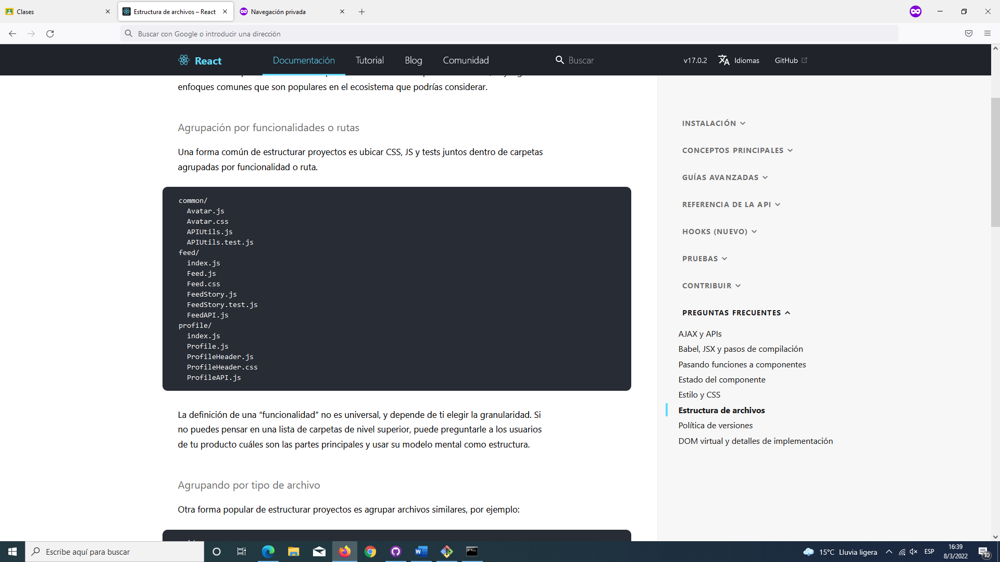 Clases
Estructura de archivos – React
Navegación privada
Buscar con Google o introducir una dirección
React
Documentación
Tutorial
Blog
Comunidad
Buscar
v17.0.2
Idiomas
GitHub
enfoques comunes que son populares en el ecosistema que podrías considerar.
Agrupación por funcionalidades o rutas
Una forma común de estructurar proyectos es ubicar CSS, JS y tests juntos dentro de carpetas
agrupadas por funcionalidad o ruta.
common/
Avatar.js
Avatar.css
APIUtils.js
APIUtils.test.js
feed/
index.js
Feed.js
Feed.css
FeedStory.js
FeedStory.test.js
FeedAPI.js
profile/
index.js
Profile.js
ProfileHeader.js
ProfileHeader.css
ProfileAPI.js
La definición de una “funcionalidad” no es universal, y depende de ti elegir la granularidad. Si
no puedes pensar en una lista de carpetas de nivel superior, puede preguntarle a los usuarios
de tu producto cuáles son las partes principales y usar su modelo mental como estructura.
Agrupando por tipo de archivo
Otra forma popular de estructurar proyectos es agrupar archivos similares, por ejemplo:
INSTALACIÓN
CONCEPTOS PRINCIPALES
GUÍAS AVANZADAS
REFERENCIA DE LA API
HOOKS (NUEVO)
PRUEBAS
CONTRIBUIR
PREGUNTAS FRECUENTES
AJAX y APIs
Babel, JSX y pasos de compilación
Pasando funciones a componentes
Estado del componente
Estilo y CSS
Estructura de archivos
Política de versiones
DOM virtual y detalles de implementación
Escribe aquí para buscar
15°C Lluvia ligera
ESP
16:39
8/3/2022
10